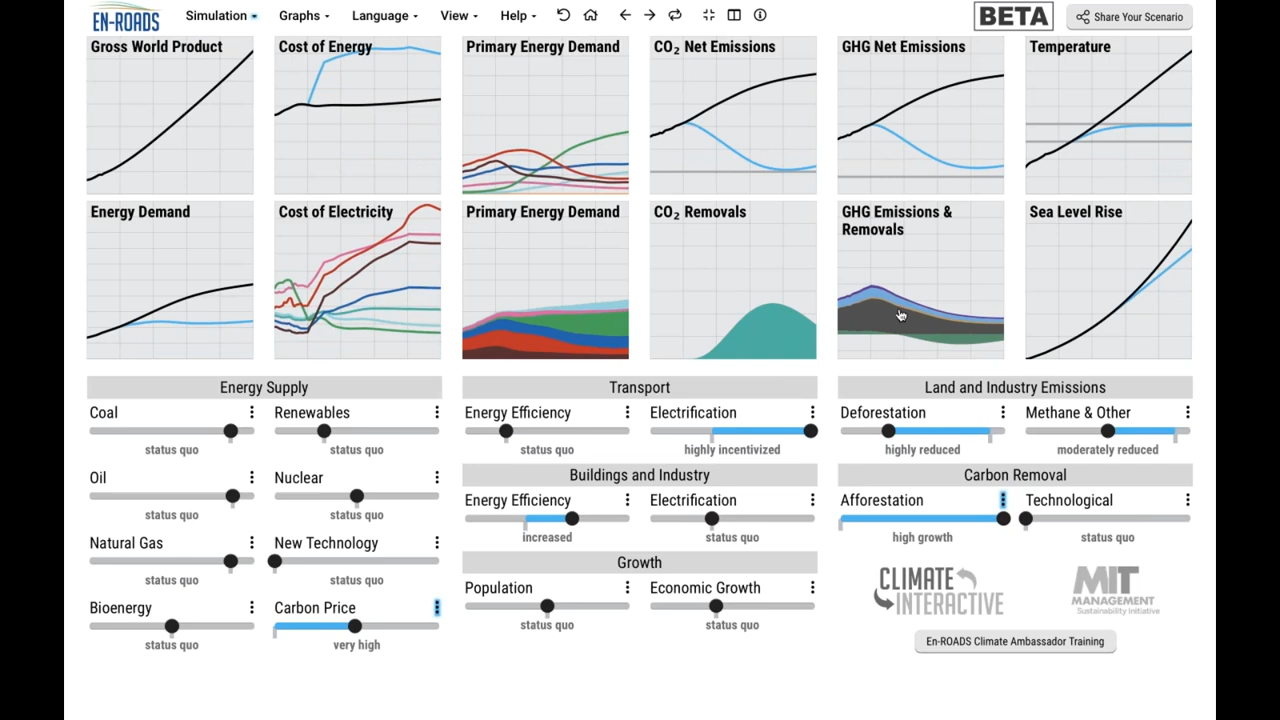 EN-ROADS
Simulation
Graphs
Language
View
Help
BETA
Share Your Scenario
Gross World Product
Cost of Energy
Primary Energy Demand
CO₂ Net Emissions
GHG Net Emissions
Temperature
Energy Demand
Cost of Electricity
Primary Energy Demand
CO₂ Removals
GHG Emissions &
Removals
Sea Level Rise
Energy Supply
Coal
status quo
Renewables
status quo
Oil
status quo
Nuclear
status quo
Natural Gas
status quo
New Technology
status quo
Bioenergy
status quo
Carbon Price
very high
Transport
Energy Efficiency
status quo
Electrification
highly incentivized
Buildings and Industry
Energy Efficiency
increased
Electrification
status quo
Growth
Population
status quo
Economic Growth
status quo
Land and Industry Emissions
Deforestation
highly reduced
Methane & Other
moderately reduced
Carbon Removal
Afforestation
high growth
Technological
status quo
CLIMATE
INTERACTIVE
MIT
MANAGEMENT
Sustainability Initiative
En-ROADS Climate Ambassador Training